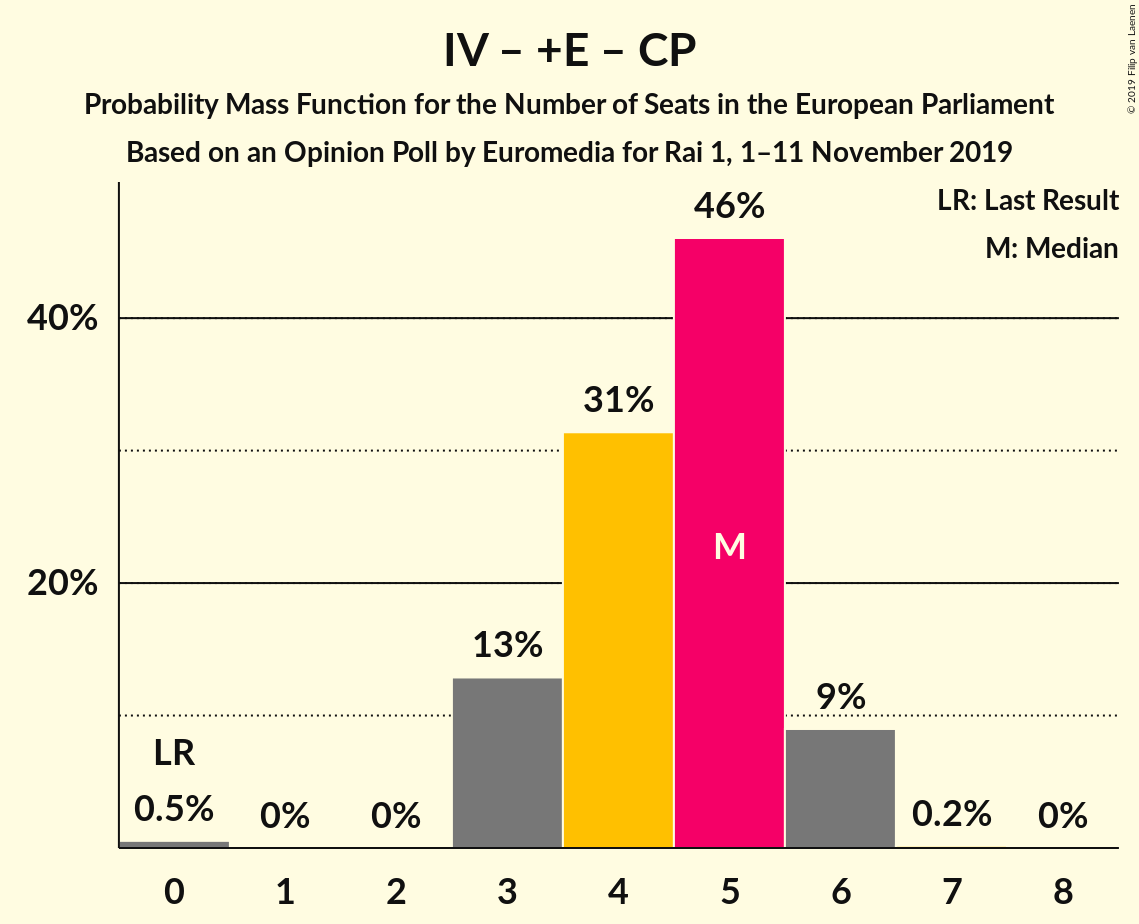 IV – +E – CP
Probability Mass Function for the Number of Seats in the European Parliament
Based on an Opinion Poll by Euromedia for Rai 1, 1–11 November 2019
© 2019 Filip van Laenen
LR: Last Result
M: Median
46%
40%
31%
M
20%
13%
9%
LR
0.5%
0%
0%
0.2%
0%
0
1
2
3
4
5
6
7
8